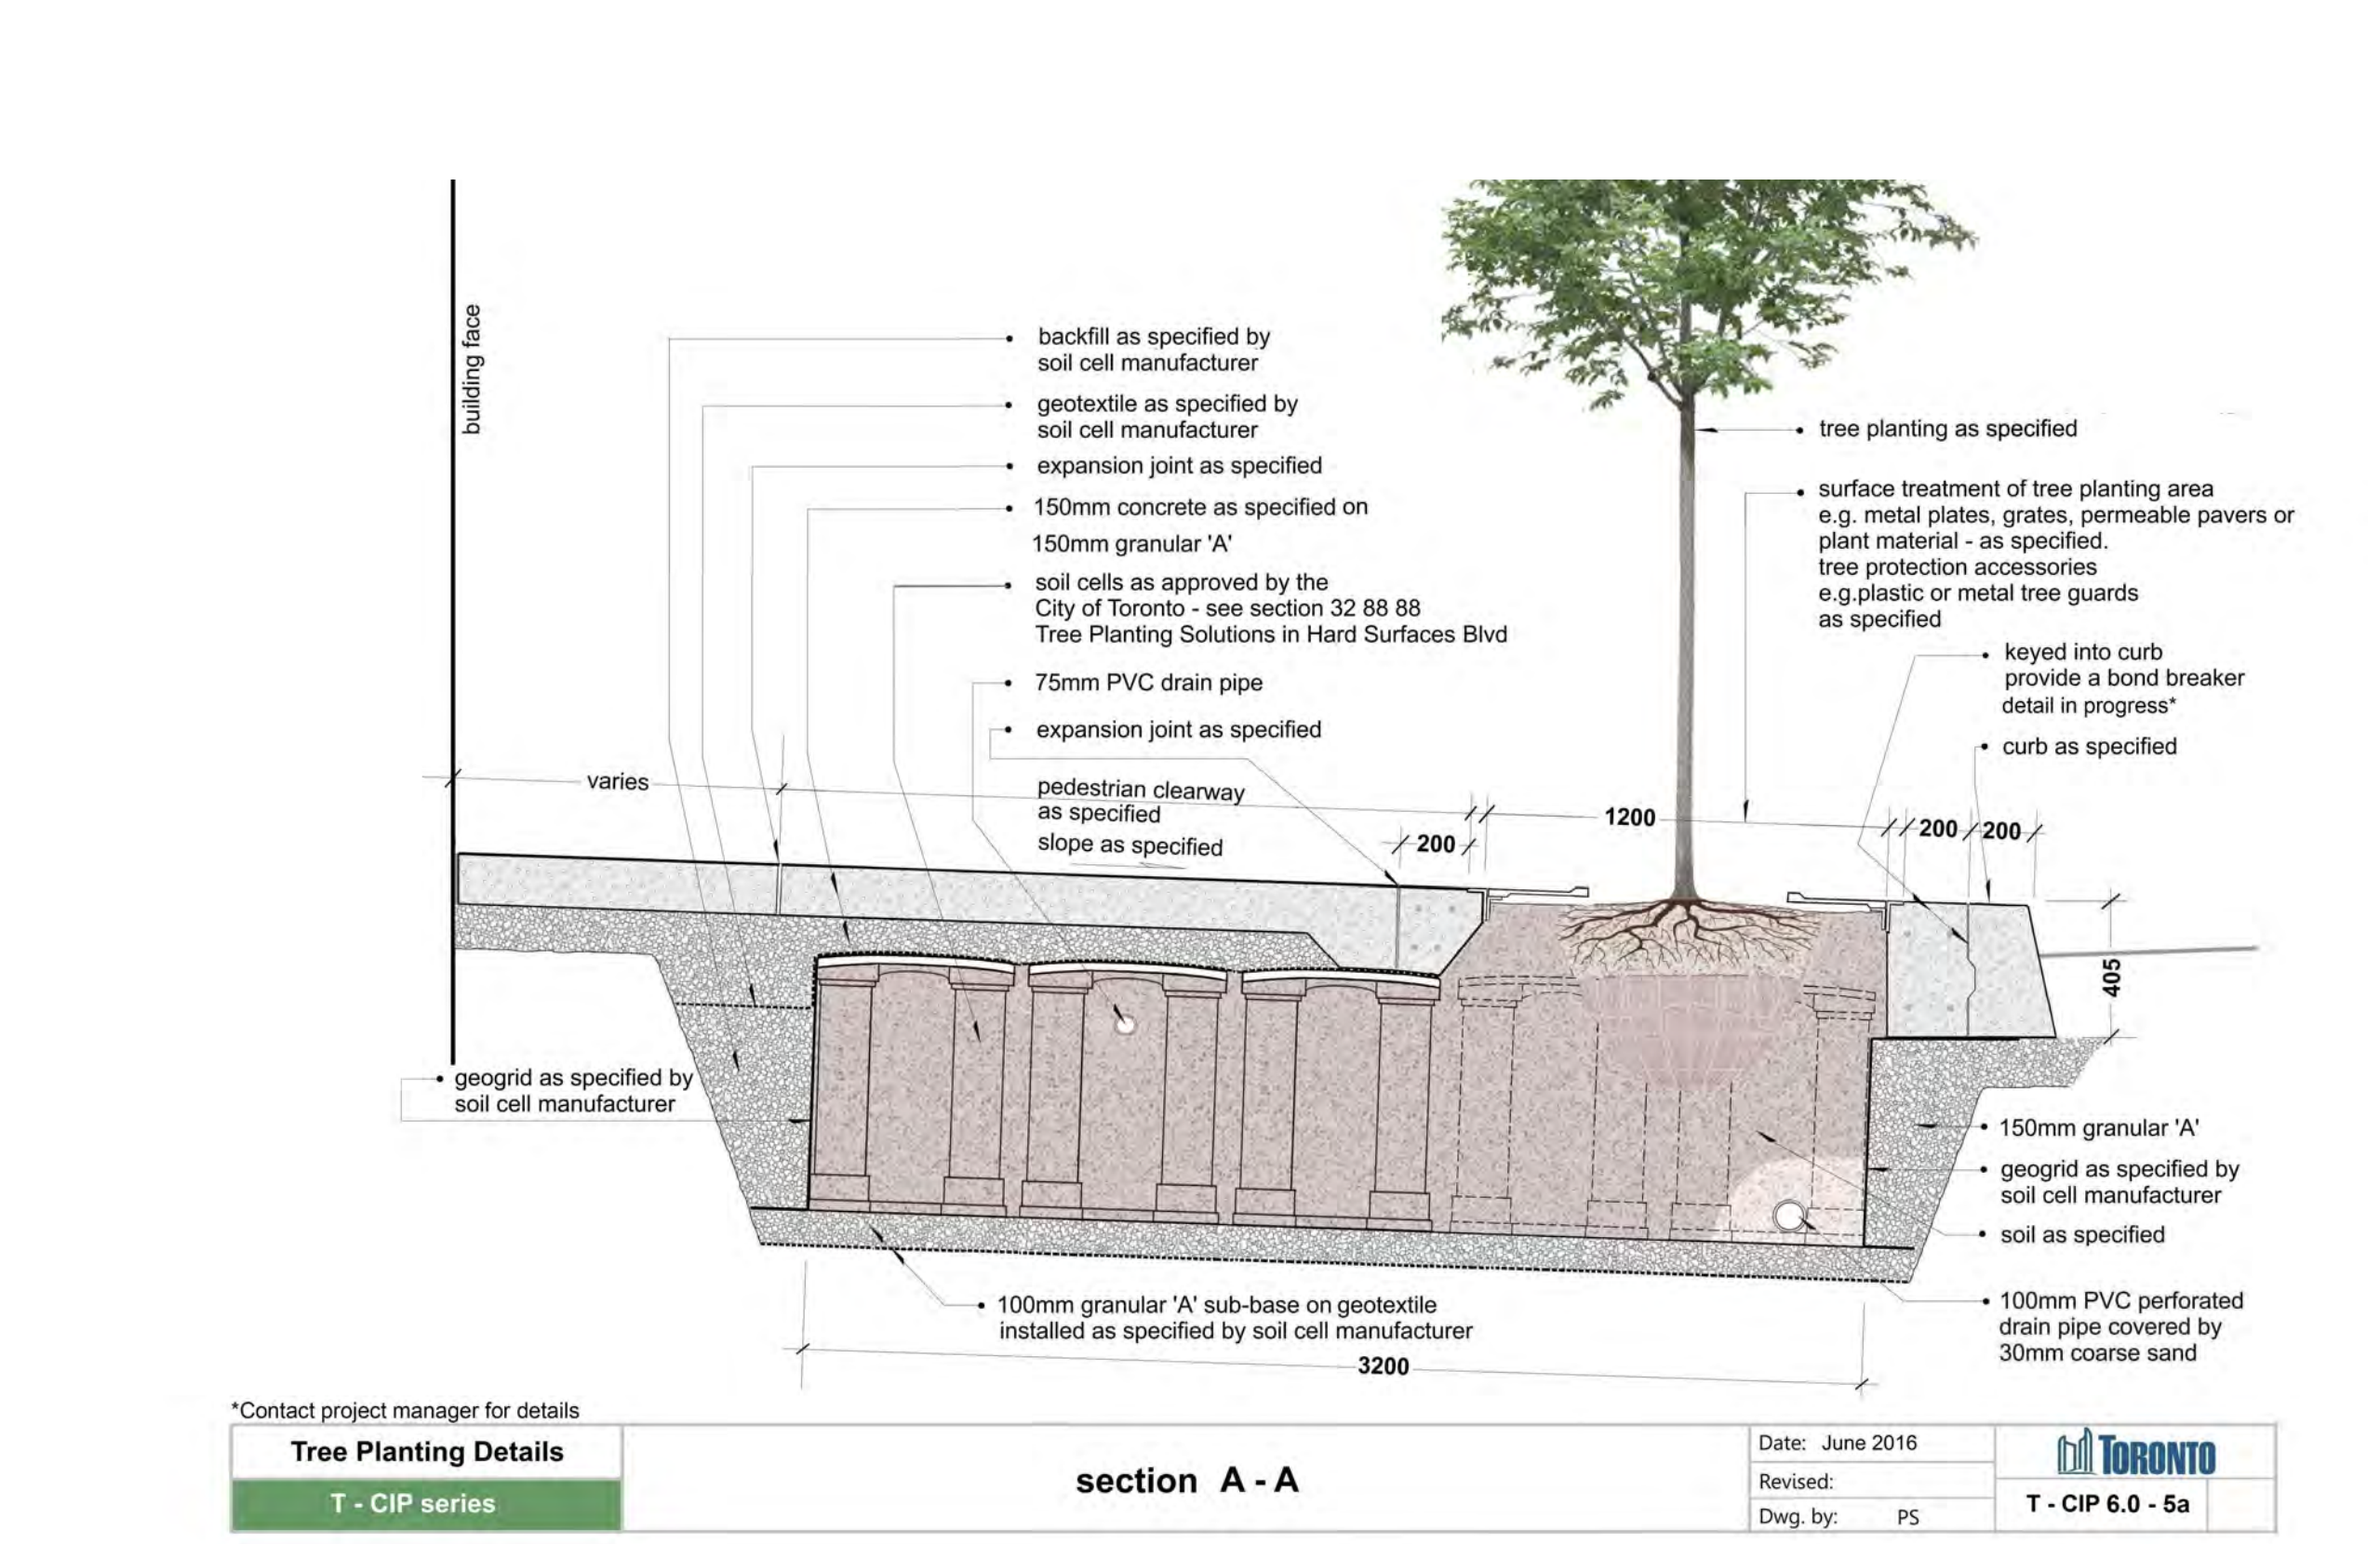 building face
backfill as specified by
soil cell manufacturer
geotextile as specified by
soil cell manufacturer
expansion joint as specified
150mm concrete as specified on
150mm granular 'A'
soil cells as approved by the
City of Toronto - see section 32 88 88
Tree Planting Solutions in Hard Surfaces Blvd
75mm PVC drain pipe
expansion joint as specified
varies
pedestrian clearway
as specified
slope as specified
200
1200
200
200
405
tree planting as specified
surface treatment of tree planting area
e.g. metal plates, grates, permeable pavers or
plant material - as specified.
tree protection accessories
e.g.plastic or metal tree guards
as specified
keyed into curb
provide a bond breaker
detail in progress*
curb as specified
geogrid as specified by
soil cell manufacturer
150mm granular 'A'
geogrid as specified by
soil cell manufacturer
soil as specified
100mm PVC perforated
drain pipe covered by
30mm coarse sand
100mm granular 'A' sub-base on geotextile
installed as specified by soil cell manufacturer
3200
*Contact project manager for details
Tree Planting Details
T - CIP series
section A - A
Date: June 2016
Revised:
Dwg. by: PS
TORONTO
T - CIP 6.0 - 5a